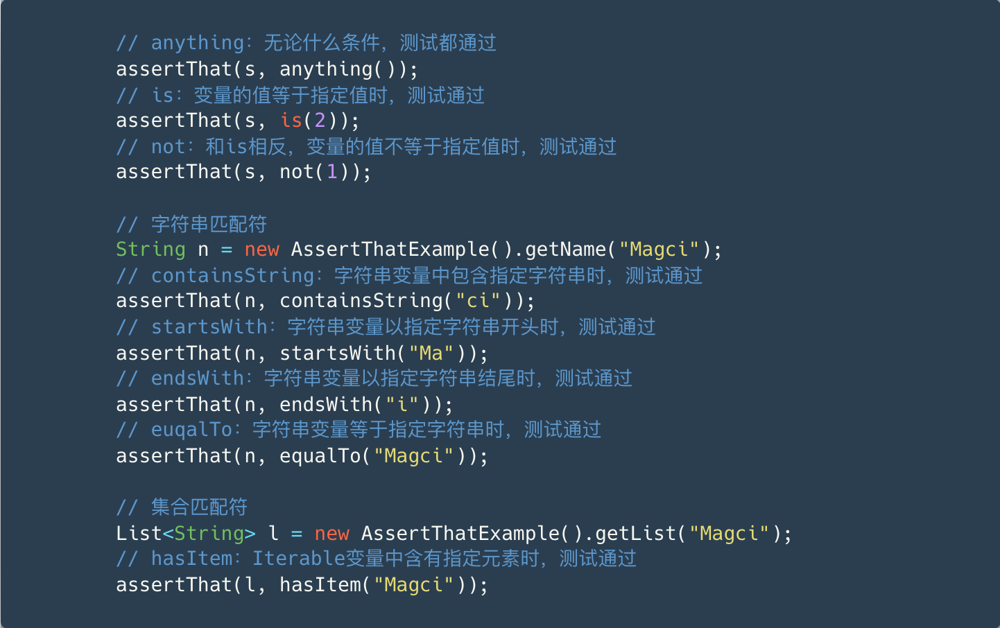 // anything：无论什么条件，测试都通过
assertThat(s, anything());
// is：变量的值等于指定值时，测试通过
assertThat(s, is(2));
// not：和is相反，变量的值不等于指定值时，测试通过
assertThat(s, not(1));
// 字符串匹配符
String n = new AssertThatExample().getName("Magci");
// containsString：字符串变量中包含指定字符串时，测试通过
assertThat(n, containsString("ci"));
// startsWith：字符串变量以指定字符串开头时，测试通过
assertThat(n, startsWith("Ma"));
// endsWith：字符串变量以指定字符串结尾时，测试通过
assertThat(n, endsWith("i"));
// euqalTo：字符串变量等于指定字符串时，测试通过
assertThat(n, equalTo("Magci"));
// 集合匹配符
List<String> l = new AssertThatExample().getList("Magci");
// hasItem：Iterable变量中含有指定元素时，测试通过
assertThat(l, hasItem("Magci"));